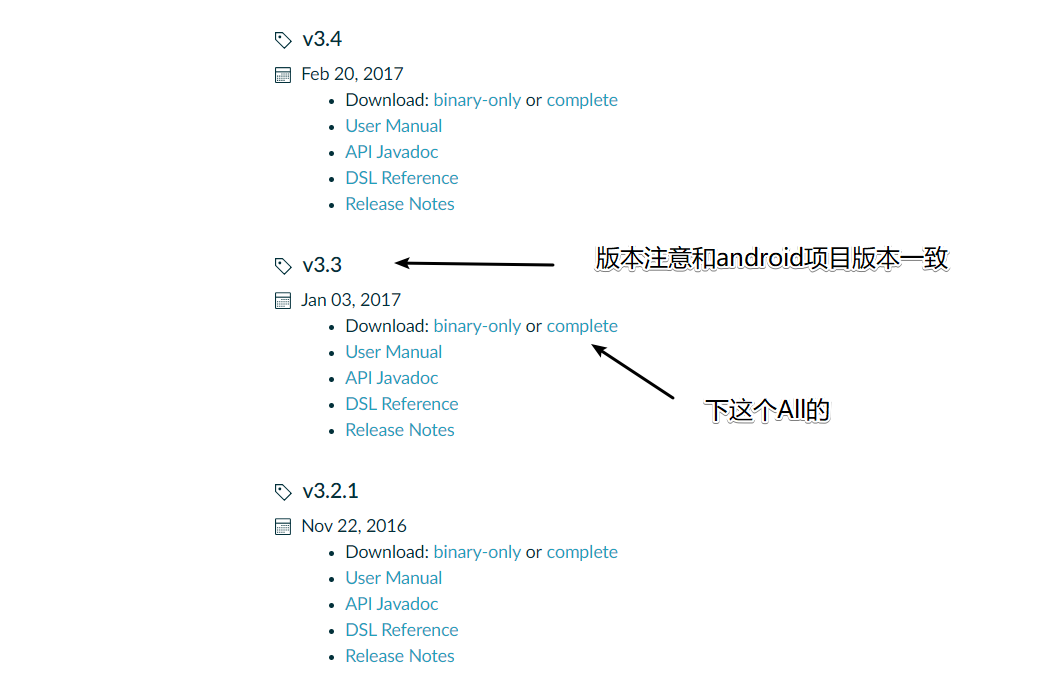 v3.4
Feb 20, 2017
Download: binary-only or complete
User Manual
API Javadoc
DSL Reference
Release Notes
v3.3
版本注意和android项目版本一致
Jan 03, 2017
Download: binary-only or complete
User Manual
API Javadoc
DSL Reference
下这个All的
Release Notes
v3.2.1
Nov 22, 2016
Download: binary-only or complete
User Manual
API Javadoc
DSL Reference
Release Notes